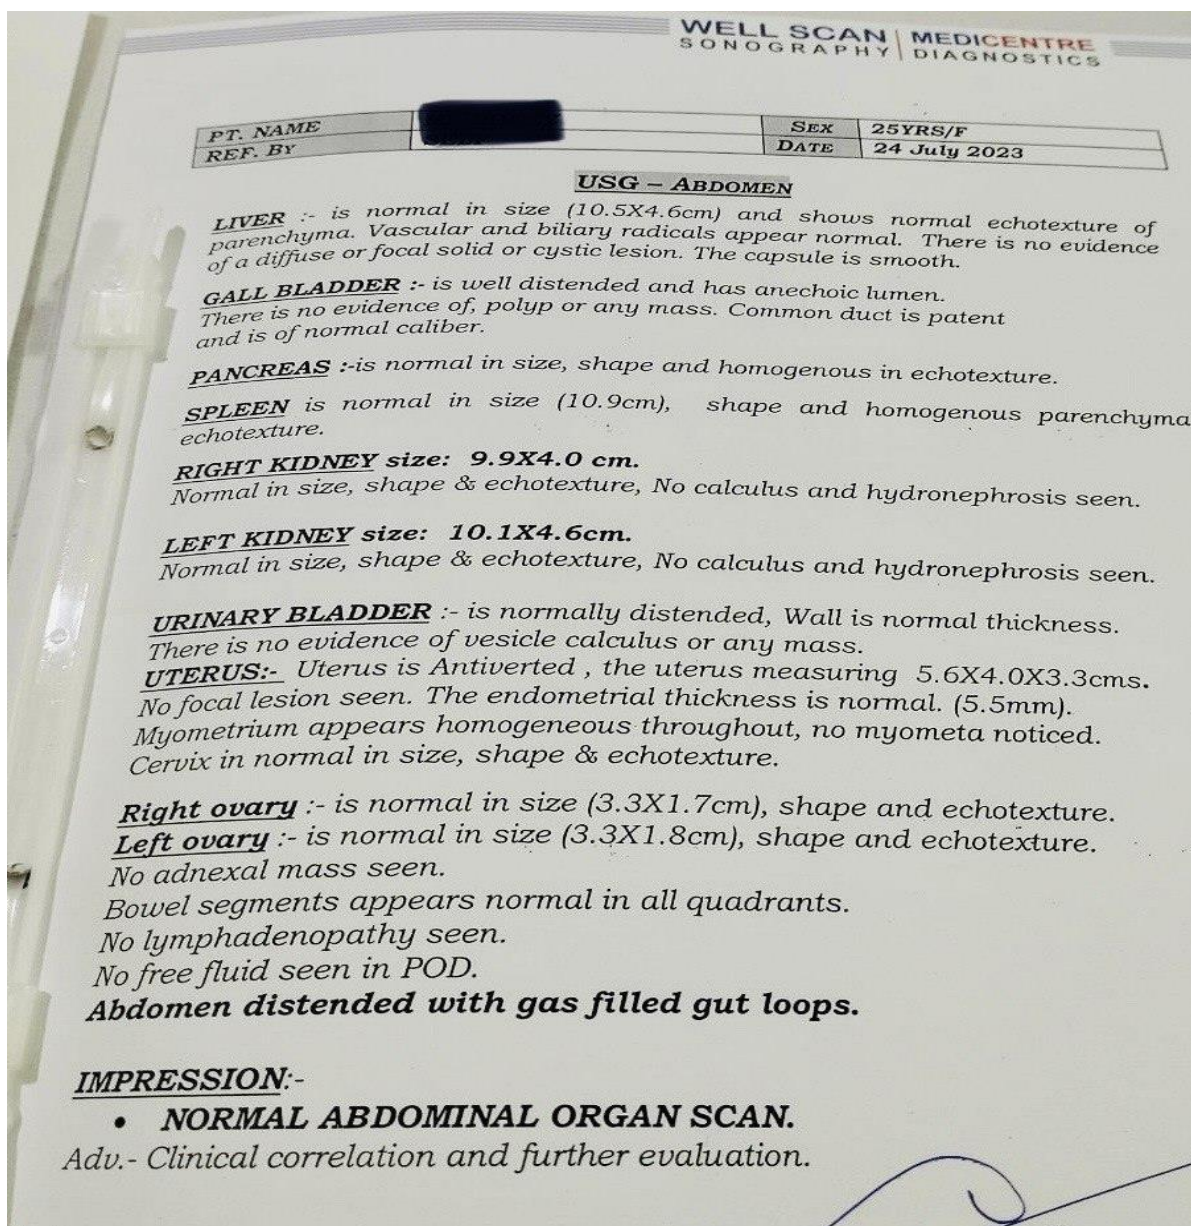 WELL SCAN | MEDICENTRE
SONOGRAPHY | DIAGNOSTICS
PT. NAME SEX 25YRS/F
REF. BY DATE 24 July 2023
USG – ABDOMEN
LIVER :- is normal in size (10.5X4.6cm) and shows normal echotexture of
parenchyma. Vascular and biliary radicals appear normal. There is no evidence
of a diffuse or focal solid or cystic lesion. The capsule is smooth.
GALL BLADDER :- is well distended and has anechoic lumen.
There is no evidence of, polyp or any mass. Common duct is patent
and is of normal caliber.
PANCREAS :-is normal in size, shape and homogenous in echotexture.
SPLEEN is normal in size (10.9cm), shape and homogenous parenchyma
echotexture.
RIGHT KIDNEY size: 9.9X4.0 cm.
Normal in size, shape & echotexture, No calculus and hydronephrosis seen.
LEFT KIDNEY size: 10.1X4.6cm.
Normal in size, shape & echotexture, No calculus and hydronephrosis seen.
URINARY BLADDER :- is normally distended, Wall is normal thickness.
There is no evidence of vesicle calculus or any mass.
UTERUS:- Uterus is Antiverted , the uterus measuring 5.6X4.0X3.3cms.
No focal lesion seen. The endometrial thickness is normal. (5.5mm).
Myometrium appears homogeneous throughout, no myometa noticed.
Cervix in normal in size, shape & echotexture.
Right ovary :- is normal in size (3.3X1.7cm), shape and echotexture.
Left ovary :- is normal in size (3.3X1.8cm), shape and echotexture.
No adnexal mass seen.
Bowel segments appears normal in all quadrants.
No lymphadenopathy seen.
No free fluid seen in POD.
Abdomen distended with gas filled gut loops.
IMPRESSION:-
• NORMAL ABDOMINAL ORGAN SCAN.
Adv.- Clinical correlation and further evaluation.